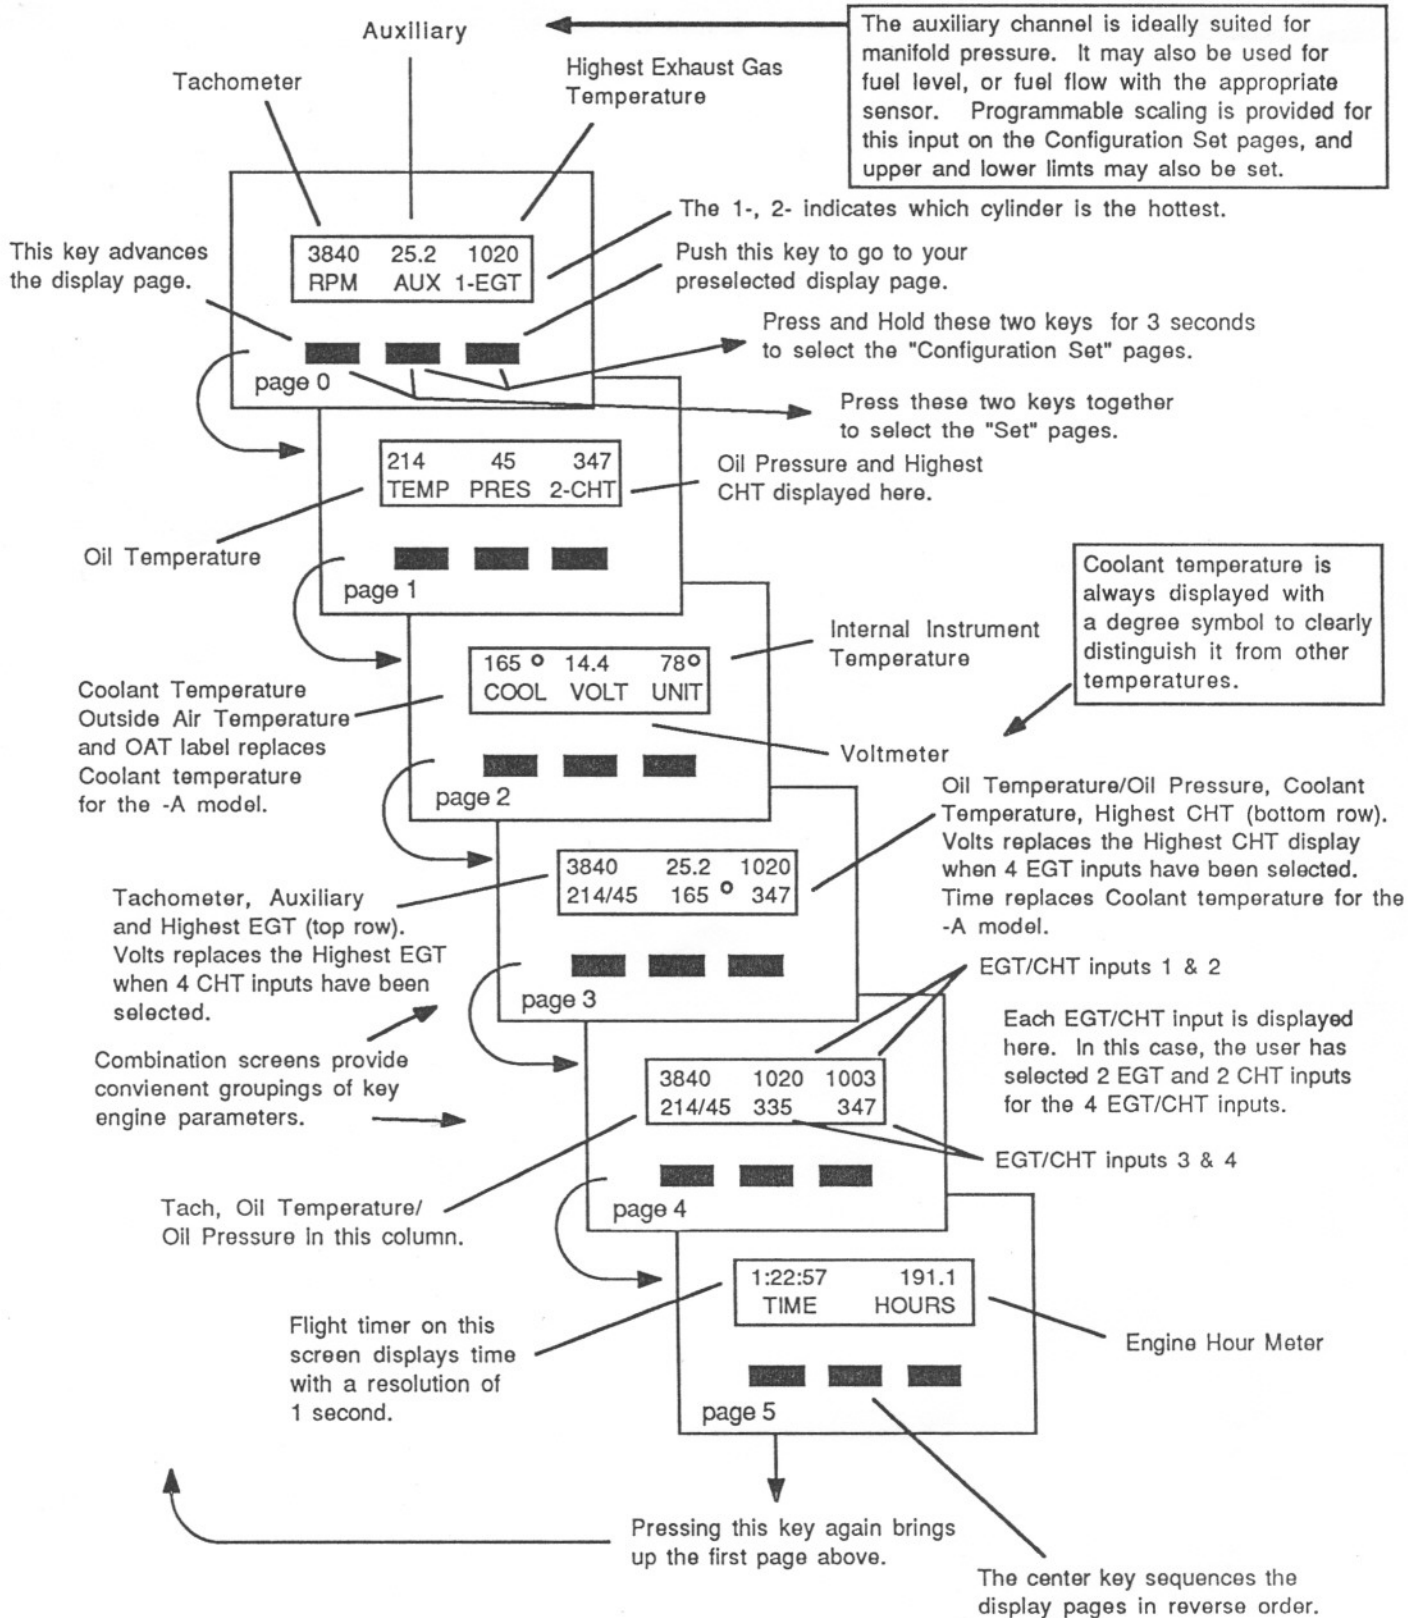 Auxiliary
The auxiliary channel is ideally suited for
manifold pressure. It may also be used for
fuel level, or fuel flow with the appropriate
sensor. Programmable scaling is provided for
this input on the Configuration Set pages, and
upper and lower limts may also be set.
Tachometer
Highest Exhaust Gas
Temperature
The 1-, 2- indicates which cylinder is the hottest.
This key advances
the display page.
3840 25.2 1020
RPM AUX 1-EGT
Push this key to go to your
preselected display page.
Press and Hold these two keys for 3 seconds
to select the "Configuration Set" pages.
page 0
Press these two keys together
to select the "Set" pages.
214 45 347
TEMP PRES 2-CHT
Oil Pressure and Highest
CHT displayed here.
Oil Temperature
page 1
Coolant temperature is
always displayed with
a degree symbol to clearly
distinguish it from other
temperatures.
Internal Instrument
Temperature
165 ° 14.4 78°
COOL VOLT UNIT
Coolant Temperature
Outside Air Temperature
and OAT label replaces
Coolant temperature
for the -A model.
Voltmeter
page 2
Oil Temperature/Oil Pressure, Coolant
Temperature, Highest CHT (bottom row).
Volts replaces the Highest CHT display
when 4 EGT inputs have been selected.
Time replaces Coolant temperature for the
-A model.
3840 25.2 1020
214/45 165 ° 347
Tachometer, Auxiliary
and Highest EGT (top row).
Volts replaces the Highest EGT
when 4 CHT inputs have been
selected.
page 3
EGT/CHT inputs 1 & 2
Each EGT/CHT input is displayed
here. In this case, the user has
selected 2 EGT and 2 CHT inputs
for the 4 EGT/CHT inputs.
Combination screens provide
convienent groupings of key
engine parameters.
3840 1020 1003
214/45 335 347
EGT/CHT inputs 3 & 4
Tach, Oil Temperature/
Oil Pressure in this column.
page 4
1:22:57 191.1
TIME HOURS
Flight timer on this
screen displays time
with a resolution of
1 second.
Engine Hour Meter
page 5
Pressing this key again brings
up the first page above.
The center key sequences the
display pages in reverse order.